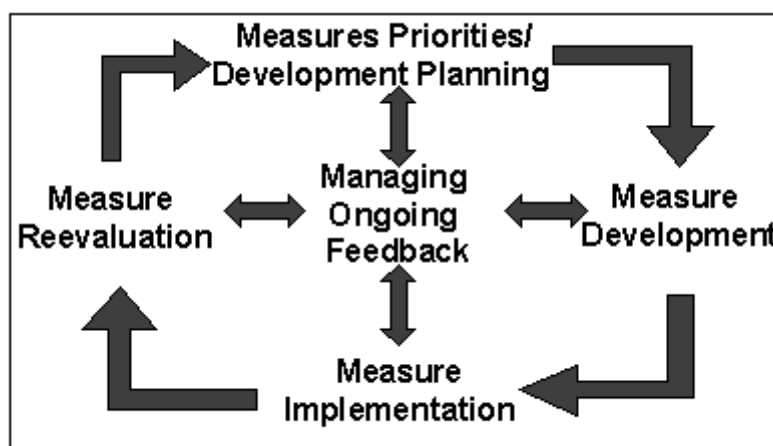 Measures Priorities/
Development Planning
Managing
Ongoing
Feedback
Measure
Reevaluation
Measure
Development
Measure
Implementation